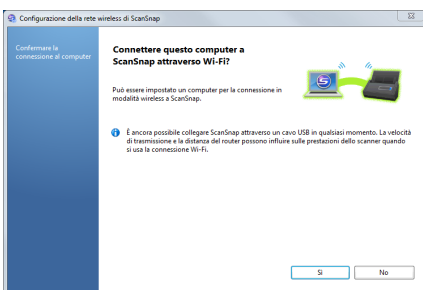 Configurazione della rete wireless di ScanSnap
Confermare la
connessione al computer
Connettere questo computer a
ScanSnap attraverso Wi-Fi?
Può essere impostato un computer per la connessione in
modalità wireless a ScanSnap.
È ancora possibile collegare ScanSnap attraverso un cavo USB in qualsiasi momento. La velocità
di trasmissione e la distanza del router possono influire sulle prestazioni dello scanner quando
si usa la connessione Wi-Fi.
Sì
No